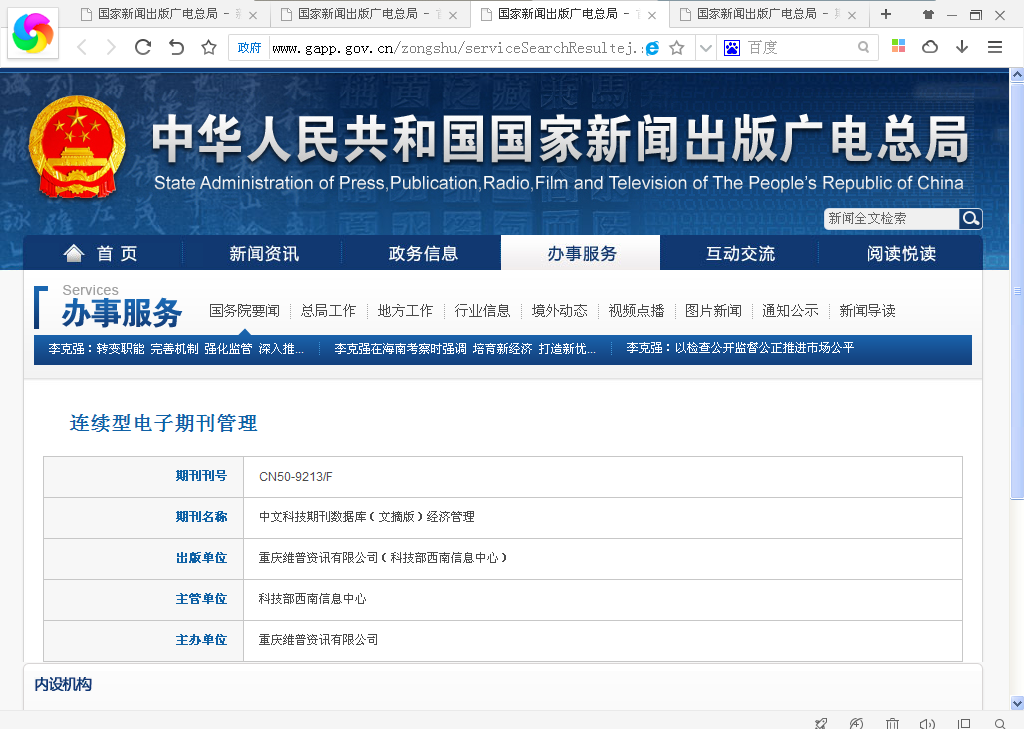 国家新闻出版广电总局 - 国家新闻出版广电总局 - 国家新闻出版广电总局 - 国家新闻出版广电总局 -
政府 www.gapp.gov.cn/zongshu/serviceSearchResultej. 百度
中华人民共和国国家新闻出版广电总局
State Administration of Press,Publication,Radio,Film and Television of The People's Republic of China
新闻全文检索
首 页 新闻资讯 政务信息 办事服务 互动交流 阅读悦读
Services
办事服务 国务院要闻 总局工作 地方工作 行业信息 境外动态 视频点播 图片新闻 通知公示 新闻导读
李克强：转变职能 完善机制 强化监管 深入推... 李克强在海南考察时强调 培育新经济 打造新优... 李克强：以检查公开监督公正推进市场公平
连续型电子期刊管理
期刊刊号 CN50-9213/F
期刊名称 中文科技期刊数据库（文摘版）经济管理
出版单位 重庆维普资讯有限公司（科技部西南信息中心）
主管单位 科技部西南信息中心
主办单位 重庆维普资讯有限公司
内设机构